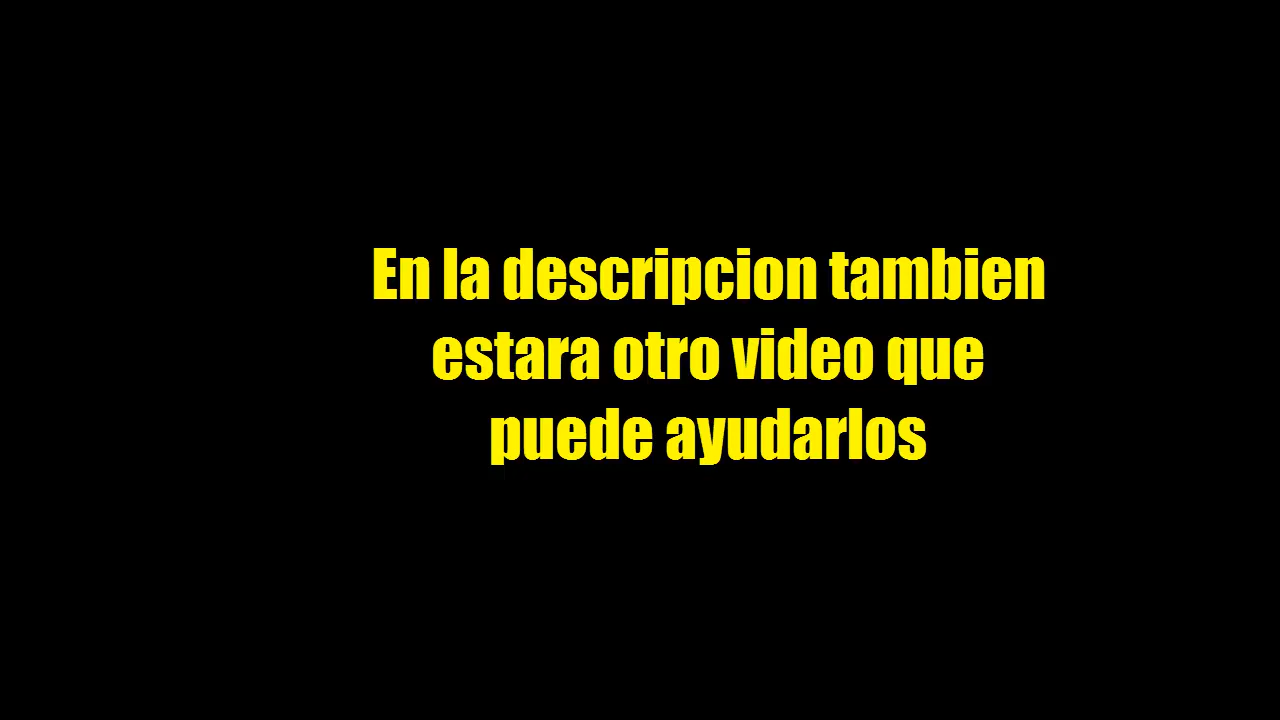 En la descripcion tambien
estara otro video que
puede ayudarlos